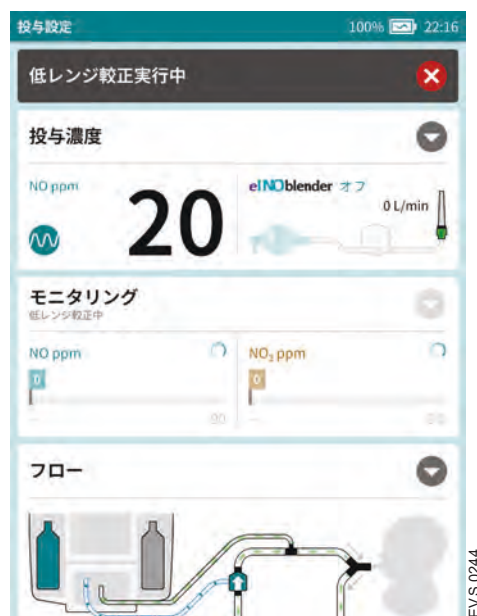 投与設定 100% 22:16
低レンジ較正実行中
投与濃度
NO ppm
20
eINOblender オフ
0 L/min
モニタリング
低レンジ較正中
NO ppm
0
-- 90
NO₂ ppm
0
--
フロー
EVS 0244